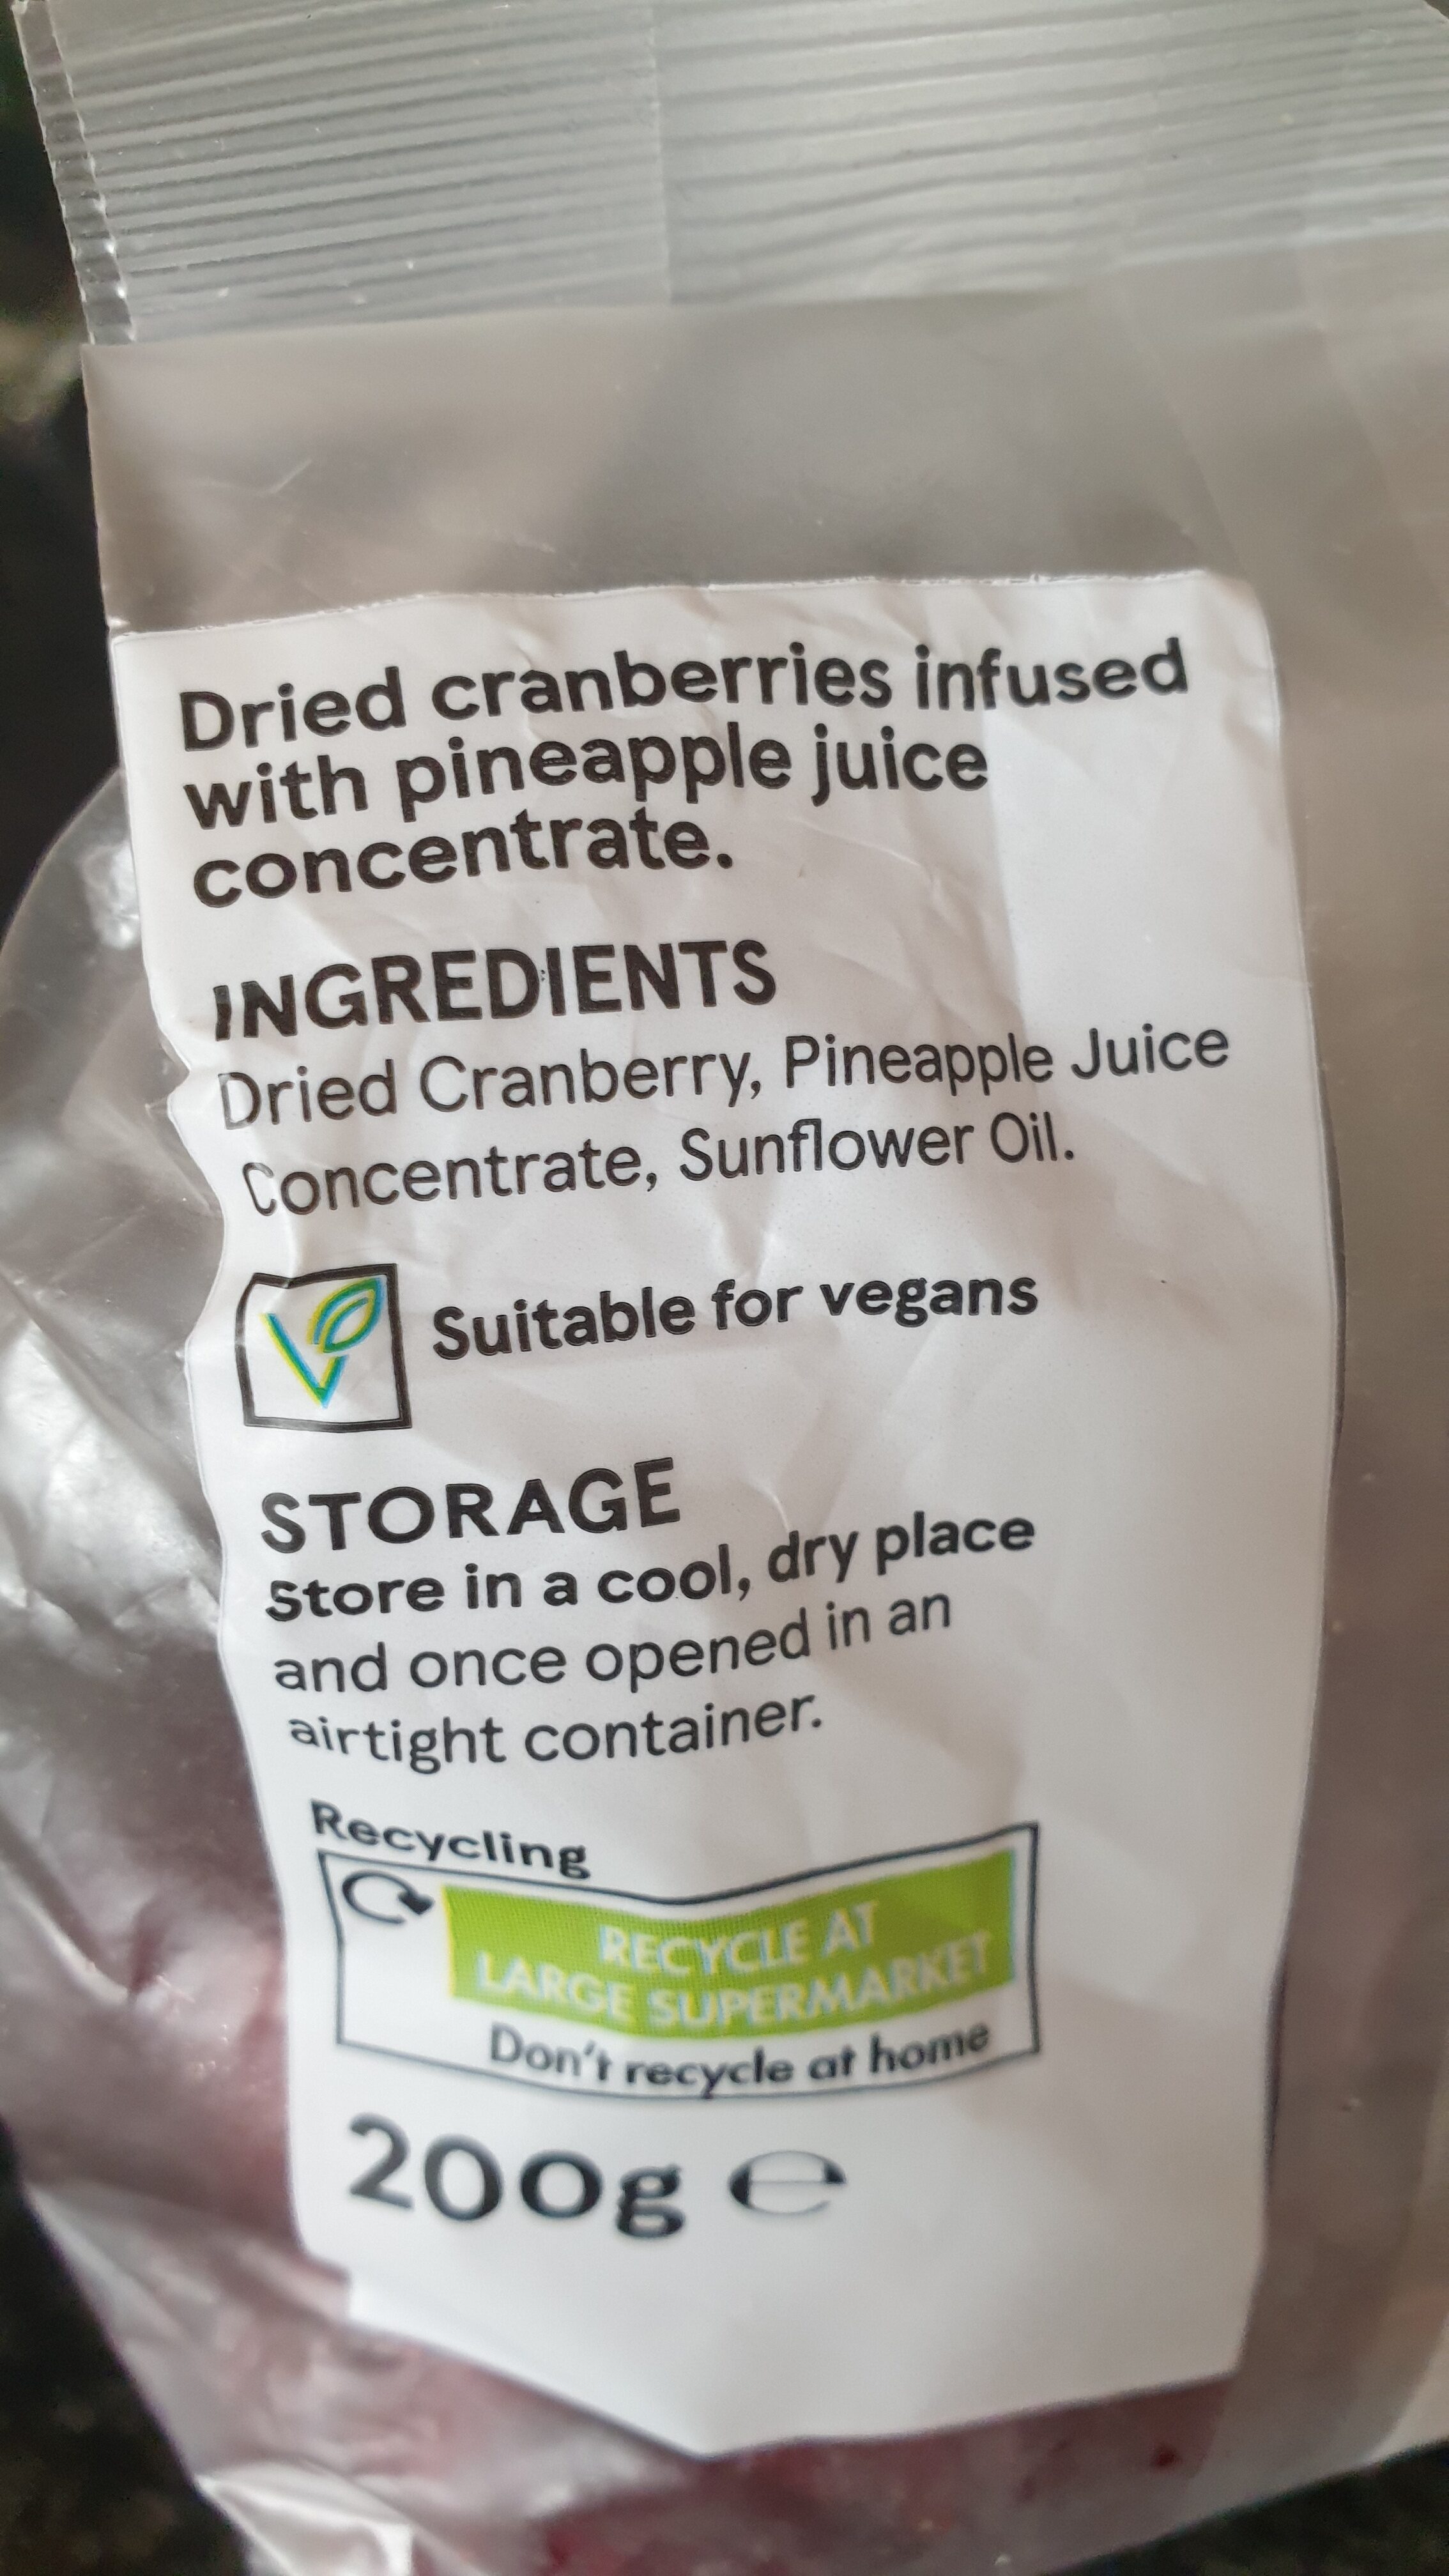 Dried cranberries infused
with pineapple juice
concentrate.
INGREDIENTS
Dried Cranberry, Pineapple Juice
Concentrate, Sunflower Oil.
Suitable for vegans
STORAGE
Store in a cool, dry place
and once opened in an
airtight container.
Recycling
RECYCLE AT
LARGE SUPERMARKET
Don't recycle at home
200g e